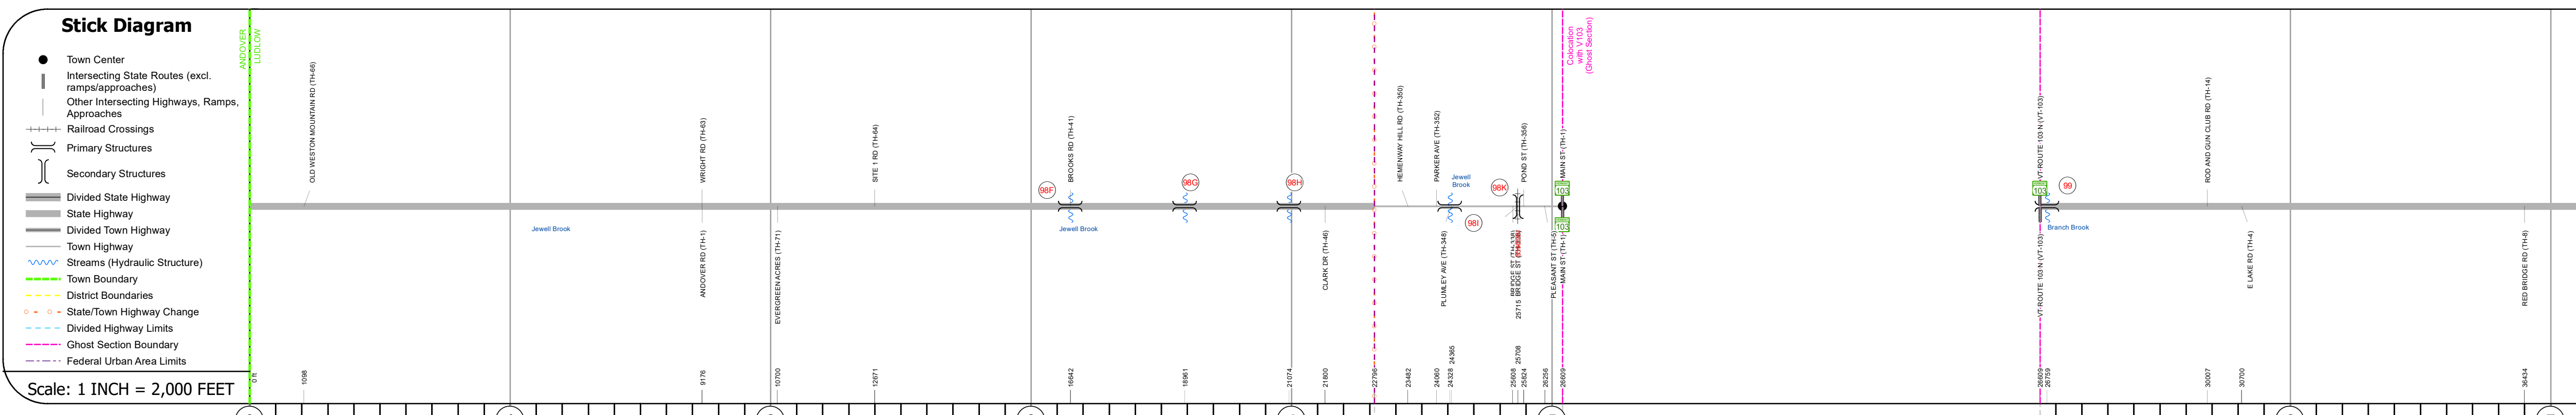 Stick Diagram
Town Center
Intersecting State Routes (excl.
ramps/approaches)
Other Intersecting Highways, Ramps,
Approaches
Railroad Crossings
Primary Structures
Secondary Structures
Divided State Highway
State Highway
Divided Town Highway
Town Highway
Streams (Hydraulic Structure)
Town Boundary
District Boundaries
State/Town Highway Change
Divided Highway Limits
Ghost Section Boundary
Federal Urban Area Limits
Scale: 1 INCH = 2,000 FEET
ANDOVER
LUDLOW
OLD WESTON MOUNTAIN RD (TH-66)
WRIGHT RD (TH-63)
SITE 1 RD (TH-64)
BROOKS RD (TH-41)
HEMENWAY HILL RD (TH-350)
PARKER AVE (TH-352)
POND ST (TH-356)
MAIN ST (TH-1)
Colocation
with V103
(Ghost Section)
VT ROUTE 103 N (VT-103)
ROD AND GUN CLUB RD (TH-14)
98F
98G
98H
Jewell
Brook
98I
98K
103
103
103
99
Jewell Brook
Jewell Brook
Branch Brook
ANDOVER RD (TH-1)
EVERGREEN ACRES (TH-71)
CLARK DR (TH-46)
PLUMLEY AVE (TH-348)
BRIDGE ST
25715 BRIDGE ST
PLEASANT ST (TH-5)
MAIN ST (TH-1)
VT ROUTE 103 N (VT-103)
E LAKE RD (TH-4)
RED BRIDGE RD (TH-8)
0 ft
1098
9176
10700
12671
16642
18961
21074
21800
22796
23482
24060
24328
24365
25608
25708
25824
26256
26609
26609
26759
30007
30700
36434